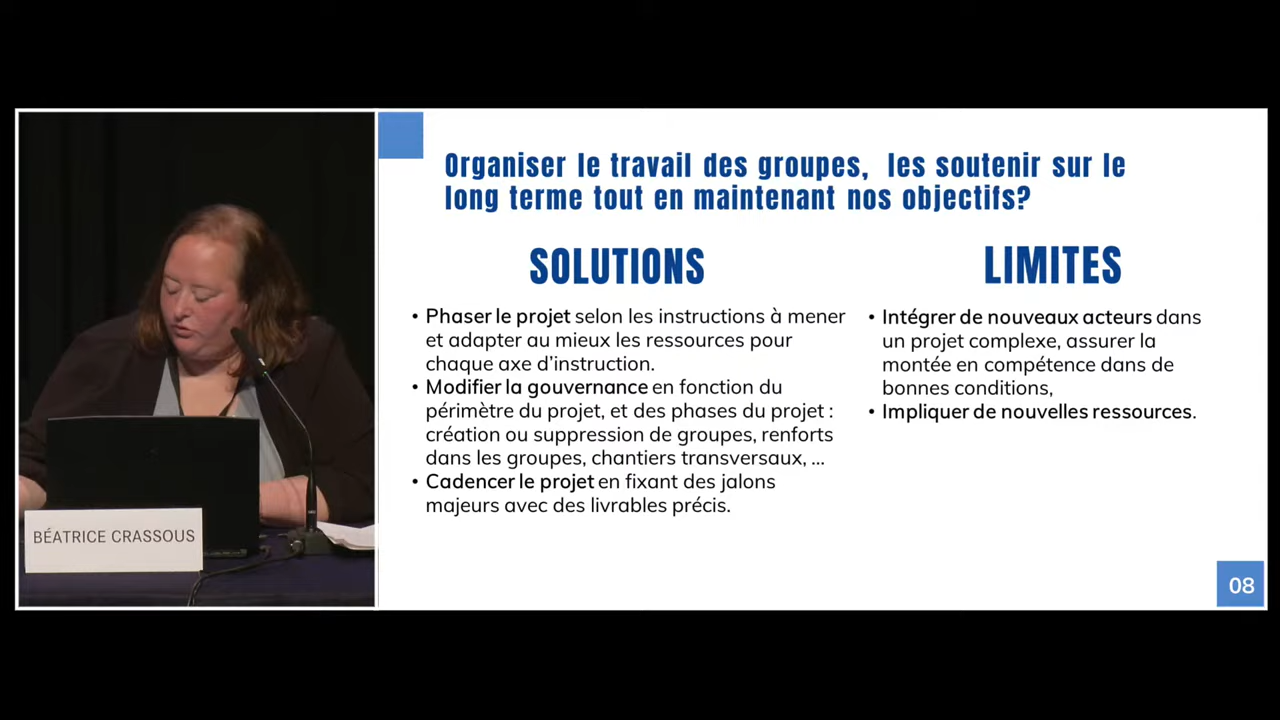 Organiser le travail des groupes, les soutenir sur le
long terme tout en maintenant nos objectifs?
SOLUTIONS
• Phaser le projet selon les instructions à mener
et adapter au mieux les ressources pour
chaque axe d'instruction.
• Modifier la gouvernance en fonction du
périmètre du projet, et des phases du projet :
création ou suppression de groupes, renforts
dans les groupes, chantiers transversaux, ...
• Cadencer le projet en fixant des jalons
majeurs avec des livrables précis.
LIMITES
• Intégrer de nouveaux acteurs dans
un projet complexe, assurer la
montée en compétence dans de
bonnes conditions,
• Impliquer de nouvelles ressources.
BÉATRICE CRASSOUS
08